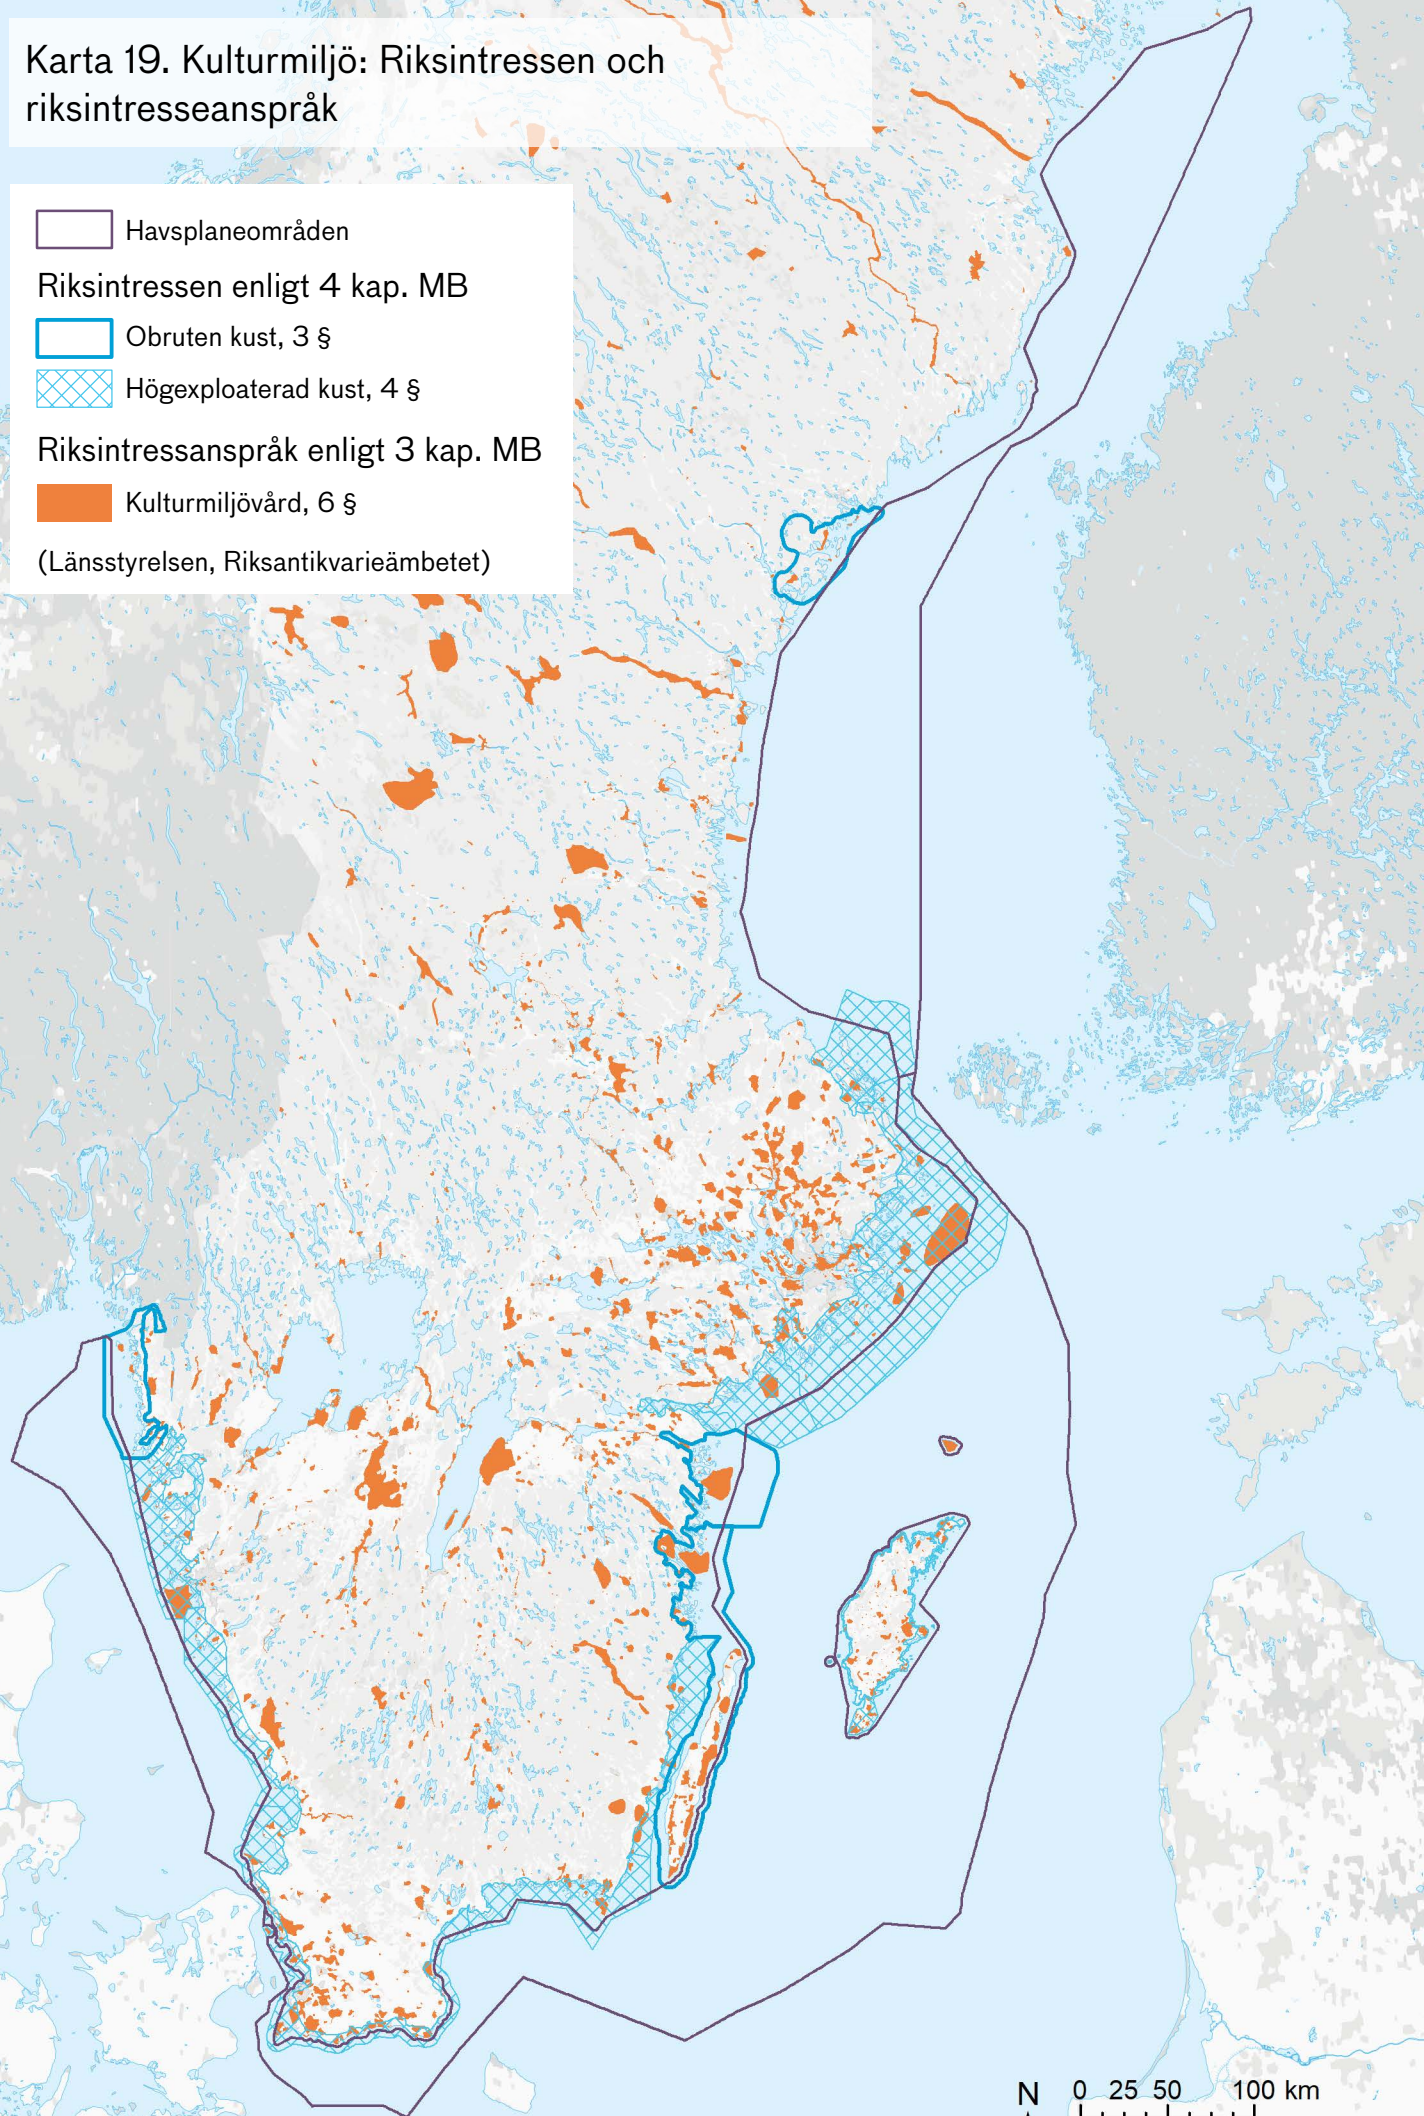 Karta 19. Kulturmiljö: Riksintressen och
riksintresseanspråk
Havsplaneområden
Riksintressen enligt 4 kap. MB
Obruten kust, 3 §
Högexploaterad kust, 4 §
Riksintressanspråk enligt 3 kap. MB
Kulturmiljövård, 6 §
(Länsstyrelsen, Riksantikvarieämbetet)
N 0 25 50 100 km